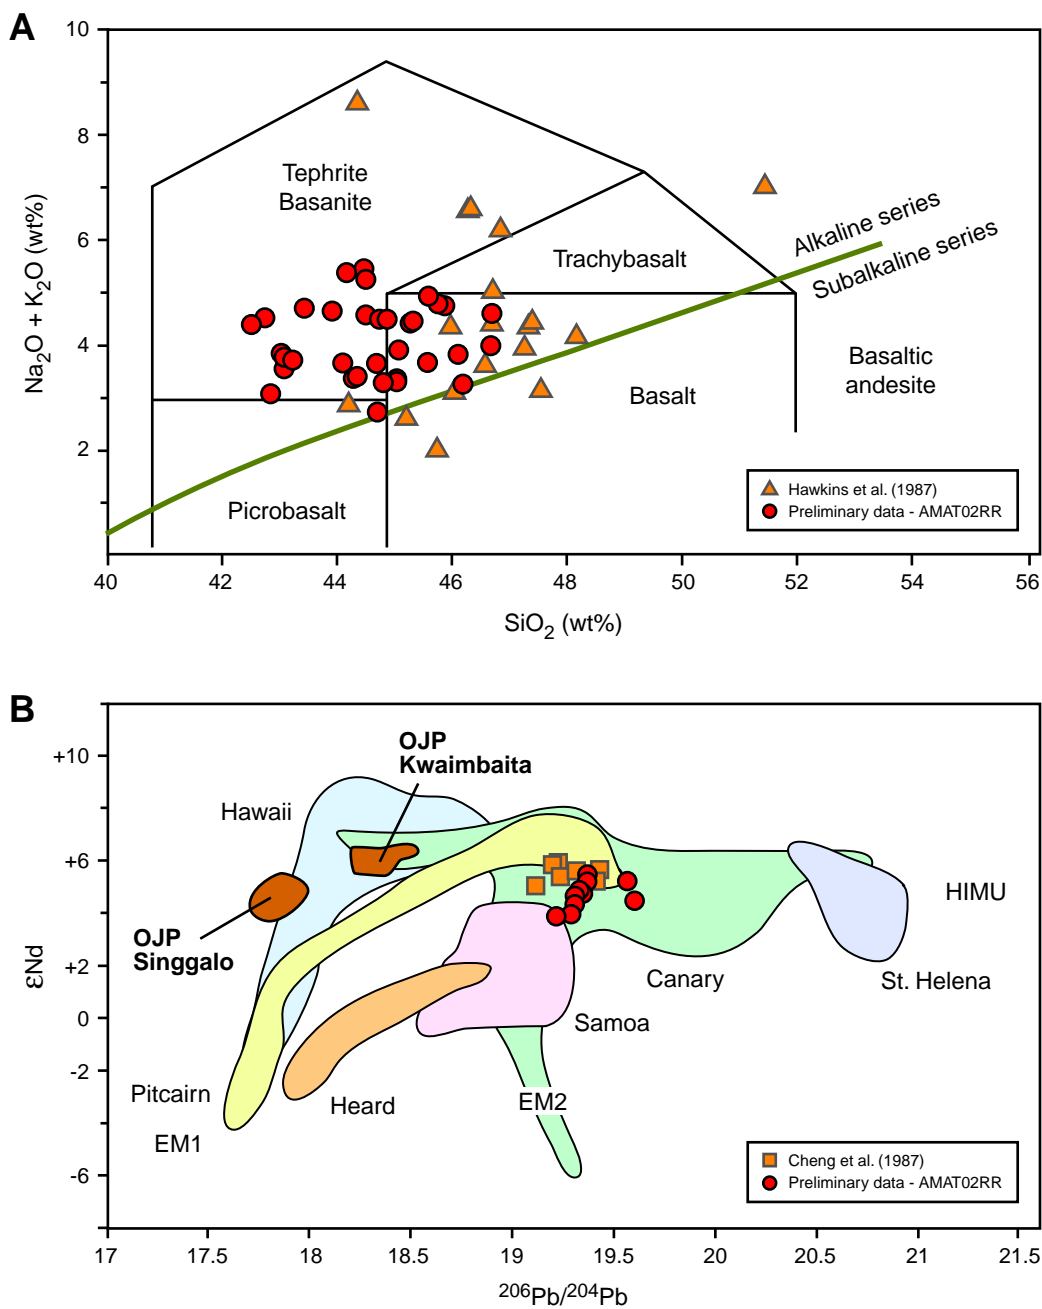 A
10
8
6
4
2
Na2O + K2O (wt%)
Tephrite
Basanite
Trachybasalt
Alkaline series
Subalkaline series
Basaltic
andesite
Basalt
Picrobasalt
Hawkins et al. (1987)
Preliminary data - AMAT02RR
40
42
44
46
48
50
52
54
56
SiO2 (wt%)
B
+10
+6
+2
0
-2
-6
εNd
OJP
Kwaimbaita
Hawaii
OJP
Singgalo
HIMU
Canary
St. Helena
Samoa
Pitcairn
Heard
EM2
EM1
Cheng et al. (1987)
Preliminary data - AMAT02RR
17
17.5
18
18.5
19
19.5
20
20.5
21
21.5
206Pb/204Pb